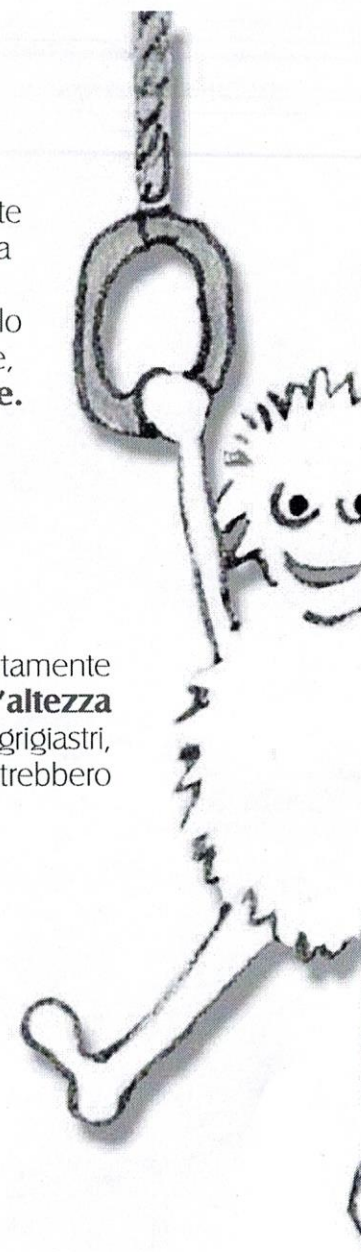 te
a
lo
e,
e.
tamente
'altezza
grigiastri,
trebbero